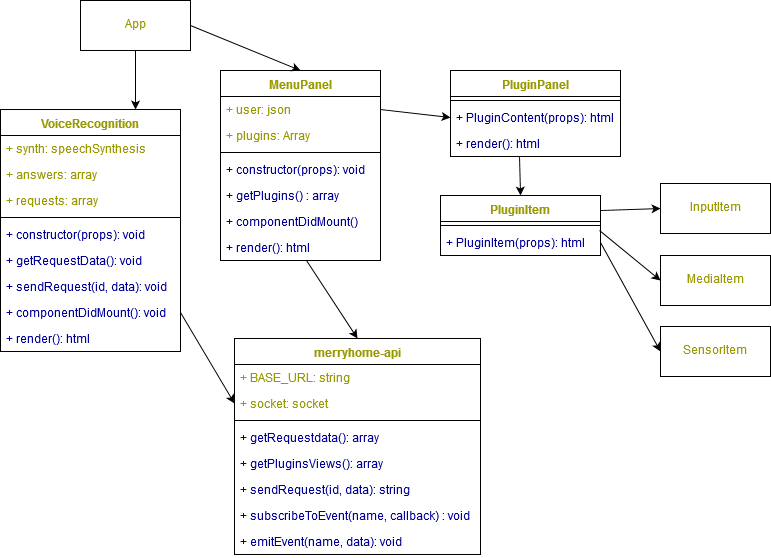 App
VoiceRecognition
+ synth: speechSynthesis
+ answers: array
+ requests: array
+ constructor(props): void
+ getRequestData(): void
+ sendRequest(id, data): void
+ componentDidMount(): void
+ render(): html
MenuPanel
+ user: json
+ plugins: Array
+ constructor(props): void
+ getPlugins() : array
+ componentDidMount()
+ render(): html
PluginPanel
+ PluginContent(props): html
+ render(): html
PluginItem
+ PluginItem(props): html
InputItem
MediaItem
SensorItem
merryhome-api
+ BASE_URL: string
+ socket: socket
+ getRequestdata(): array
+ getPluginsViews(): array
+ sendRequest(id, data): string
+ subscribeToEvent(name, callback) : void
+ emitEvent(name, data): void